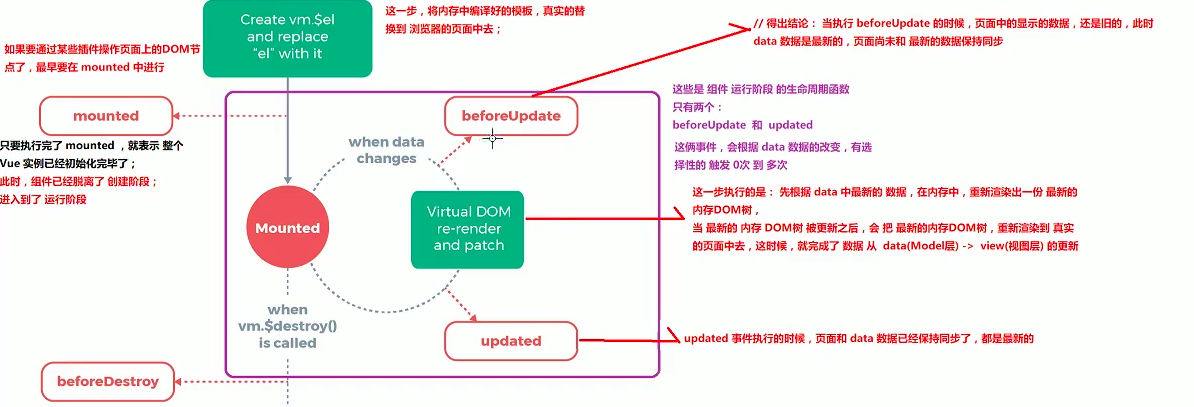 Create vm.$el
and replace
“el” with it
这一步，将内存中编译好的模板，真实的替
换到 浏览器的页面中去；
如果要通过某些插件操作页面上的DOM节
点了，最早要在 mounted 中进行
// 得出结论： 当执行 beforeUpdate 的时候，页面中的显示的数据，还是旧的，此时
data 数据是最新的，页面尚未和 最新的数据保持同步
mounted
只要执行完了 mounted ，就表示 整个
Vue 实例已经初始化完毕了；
此时，组件已经脱离了 创建阶段；
进入到了 运行阶段
beforeUpdate
when data
changes
这些是 组件 运行阶段 的生命周期函数
只有两个：
beforeUpdate 和 updated
这俩事件，会根据 data 数据的改变，有选
择性的 触发 0次 到 多次
Mounted
Virtual DOM
re-render
and patch
这一步执行的是： 先根据 data 中最新的 数据，在内存中，重新渲染出一份 最新的
内存DOM树，
当 最新的 内存 DOM树 被更新之后，会 把 最新的内存DOM树，重新渲染到 真实
的页面中去，这时候，就完成了 数据 从 data(Model层) -> view(视图层) 的更新
when
vm.$destroy()
is called
updated
updated 事件执行的时候，页面和 data 数据已经保持同步了，都是最新的
beforeDestroy